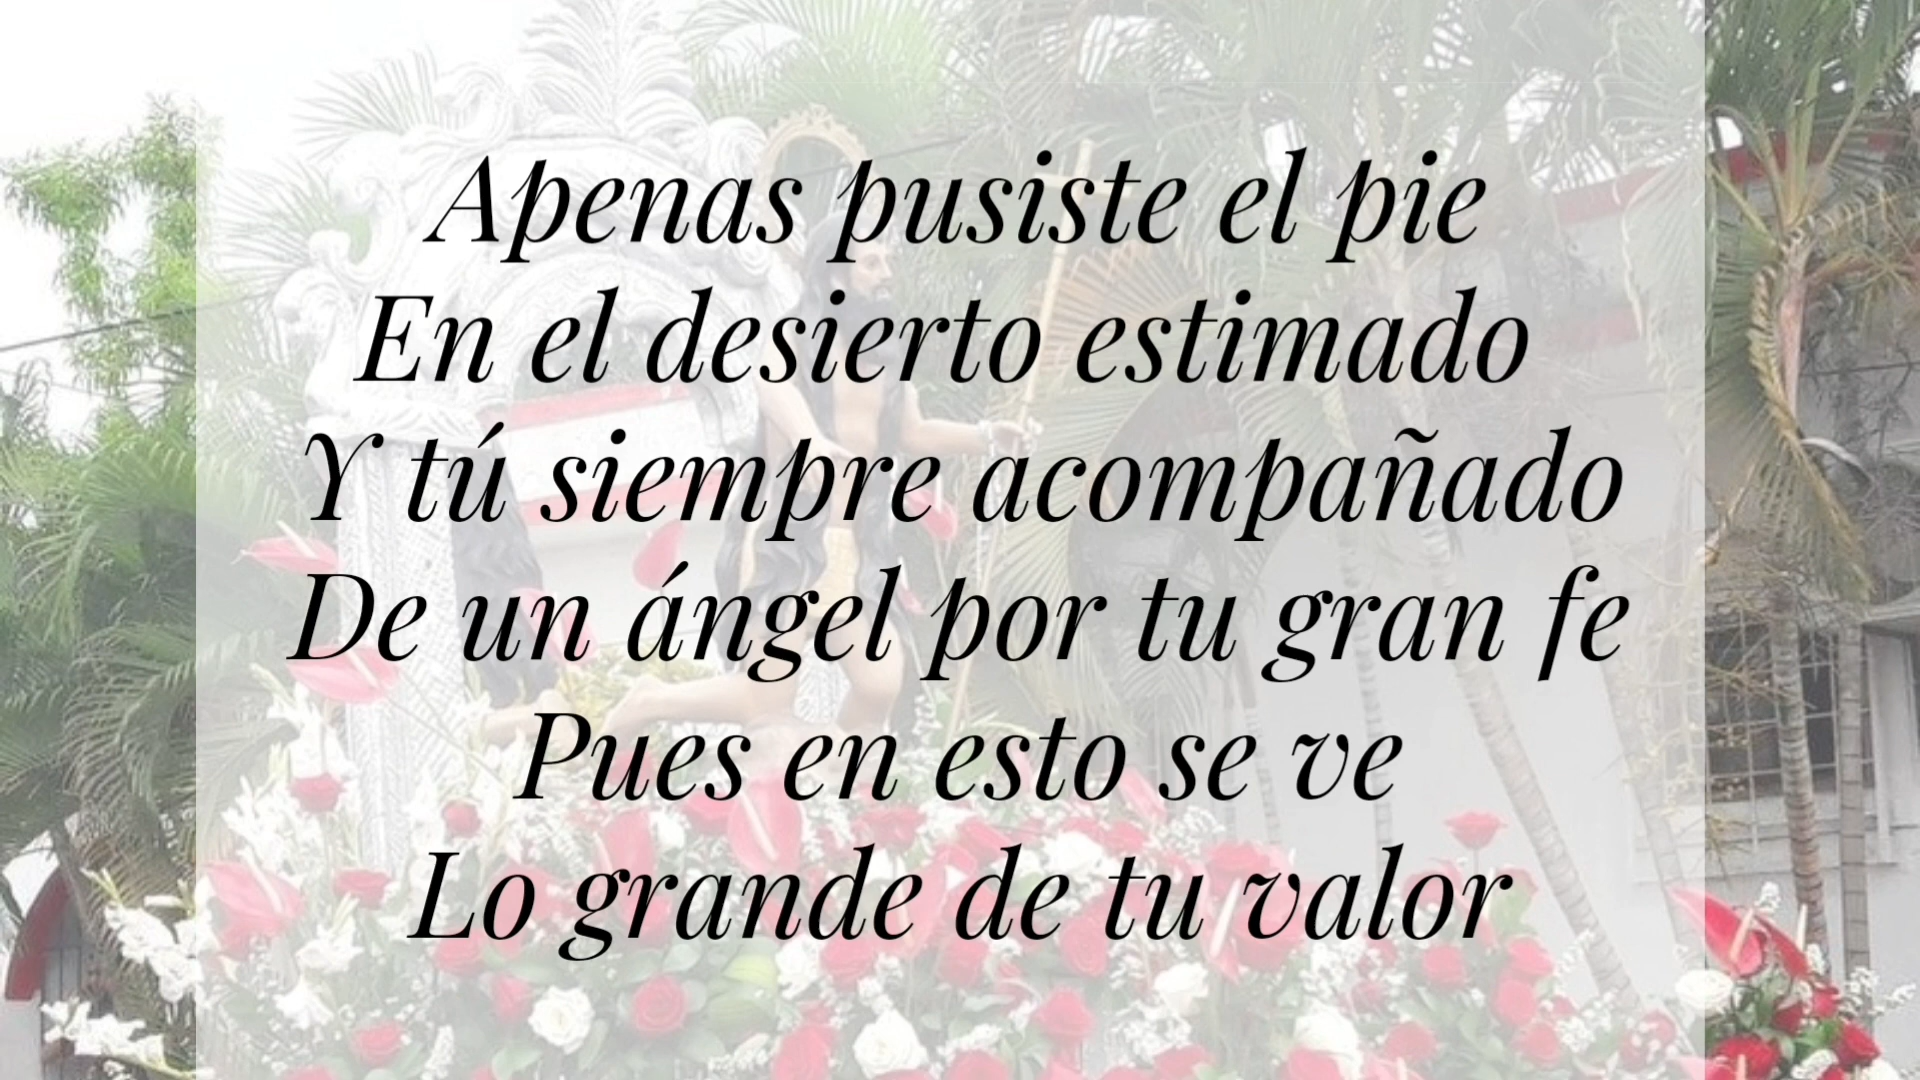 Apenas pusiste el pie
En el desierto estimado
Y tú siempre acompañado
De un ángel por tu gran fe
Pues en esto se ve
Lo grande de tu valor